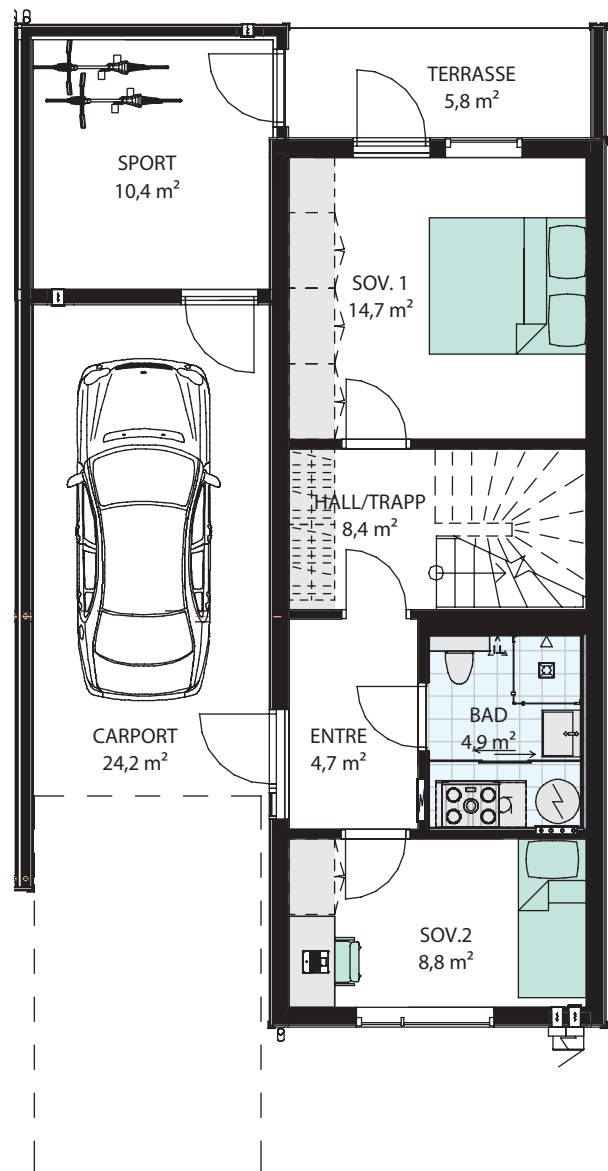 TERRASSE
5,8 m²
SPORT
10,4 m²
SOV. 1
14,7 m²
HALL/TRAPP
8,4 m²
BAD
4,9 m²
CARPORT
24,2 m²
ENTRE
4,7 m²
SOV.2
8,8 m²